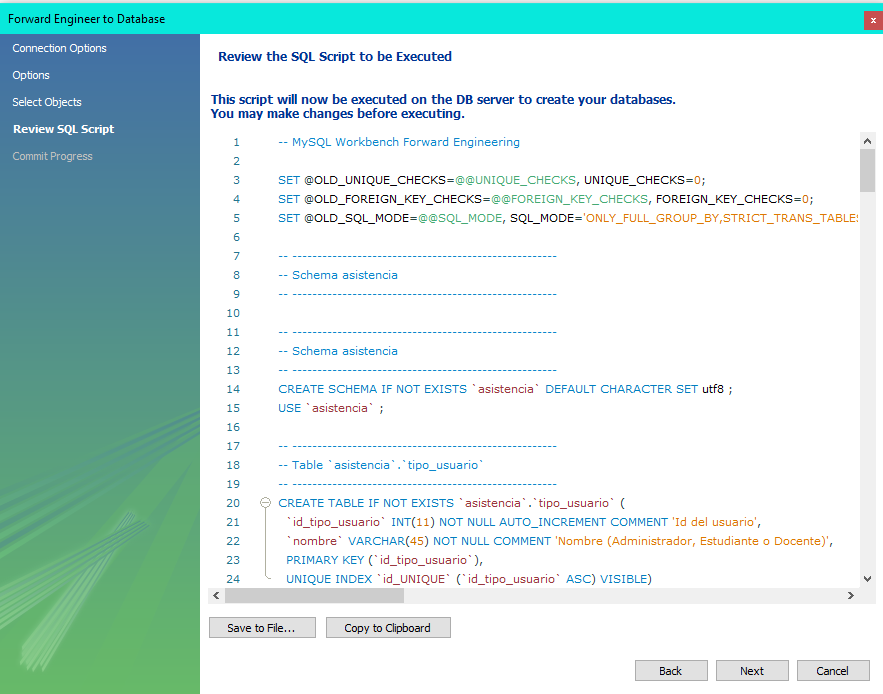 Forward Engineer to Database
x
Connection Options
Options
Select Objects
Review SQL Script
Commit Progress
Review the SQL Script to be Executed
This script will now be executed on the DB server to create your databases.
You may make changes before executing.
1 -- MySQL Workbench Forward Engineering
2
3 SET @OLD_UNIQUE_CHECKS=@@UNIQUE_CHECKS, UNIQUE_CHECKS=0;
4 SET @OLD_FOREIGN_KEY_CHECKS=@@FOREIGN_KEY_CHECKS, FOREIGN_KEY_CHECKS=0;
5 SET @OLD_SQL_MODE=@@SQL_MODE, SQL_MODE='ONLY_FULL_GROUP_BY,STRICT_TRANS_TABLES
6
7 -- -----------------------------------------------------
8 -- Schema asistencia
9 -- -----------------------------------------------------
10
11 -- -----------------------------------------------------
12 -- Schema asistencia
13 -- -----------------------------------------------------
14 CREATE SCHEMA IF NOT EXISTS `asistencia` DEFAULT CHARACTER SET utf8 ;
15 USE `asistencia` ;
16
17 -- -----------------------------------------------------
18 -- Table `asistencia`.`tipo_usuario`
19 -- -----------------------------------------------------
20 CREATE TABLE IF NOT EXISTS `asistencia`.`tipo_usuario` (
21 `id_tipo_usuario` INT(11) NOT NULL AUTO_INCREMENT COMMENT 'Id del usuario',
22 `nombre` VARCHAR(45) NOT NULL COMMENT 'Nombre (Administrador, Estudiante o Docente)',
23 PRIMARY KEY (`id_tipo_usuario`),
24 UNIQUE INDEX `id_UNIQUE` (`id_tipo_usuario` ASC) VISIBLE)
Save to File...
Copy to Clipboard
Back
Next
Cancel